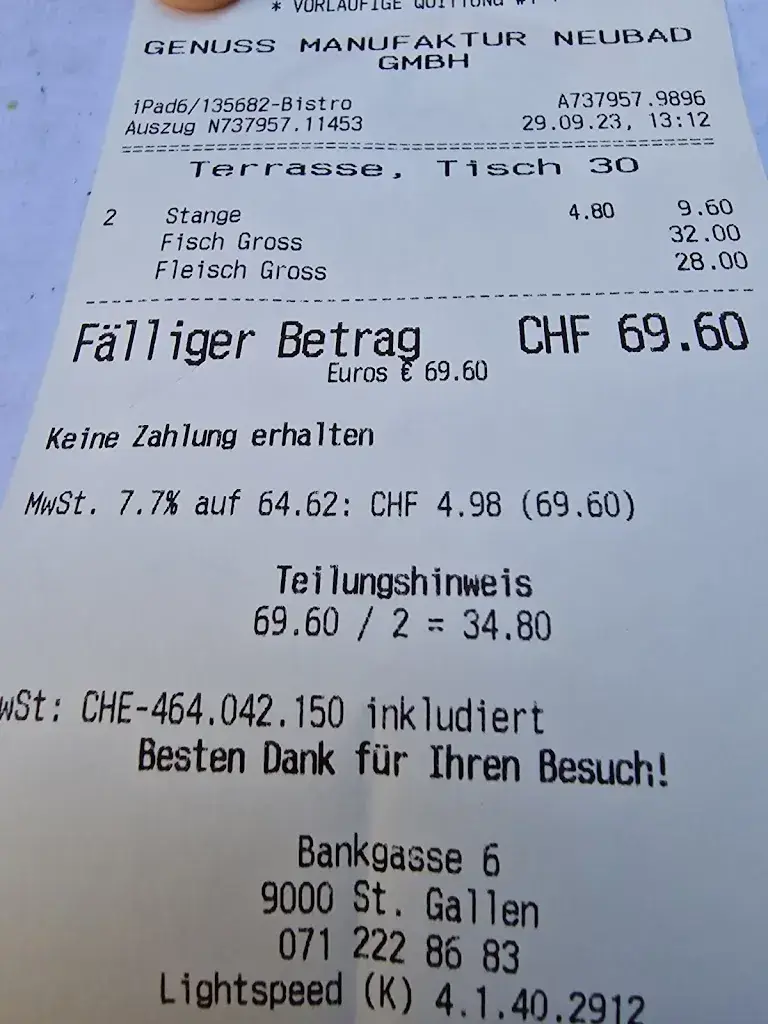 * VORLÄUFIGE QUITTUNG #1 *
GENUSS MANUFAKTUR NEUBAD
GMBH
iPad6/135682-Bistro A737957.9896
Auszug N737957.11453 29.09.23, 13:12
Terrasse, Tisch 30
2 Stange 4.80 9.60
Fisch Gross 32.00
Fleisch Gross 28.00
Fälliger Betrag CHF 69.60
Euros € 69.60
Keine Zahlung erhalten
MwSt. 7.7% auf 64.62: CHF 4.98 (69.60)
Teilungshinweis
69.60 / 2 = 34.80
wSt: CHE-464.042.150 inkludiert
Besten Dank für Ihren Besuch!
Bankgasse 6
9000 St. Gallen
071 222 86 83
Lightspeed (K) 4.1.40.2912